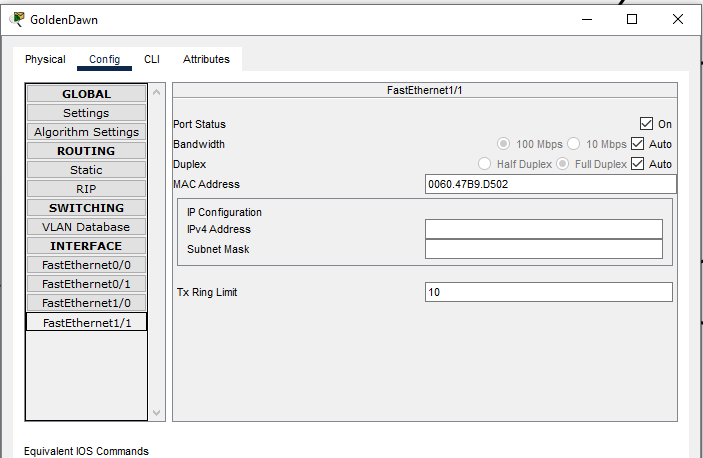 GoldenDawn
Physical Config CLI Attributes
GLOBAL
Settings
Algorithm Settings
ROUTING
Static
RIP
SWITCHING
VLAN Database
INTERFACE
FastEthernet0/0
FastEthernet0/1
FastEthernet1/0
FastEthernet1/1
FastEthernet1/1
Port Status On
Bandwidth 100 Mbps 10 Mbps Auto
Duplex Half Duplex Full Duplex Auto
MAC Address 0060.47B9.D502
IP Configuration
IPv4 Address
Subnet Mask
Tx Ring Limit 10
Equivalent IOS Commands